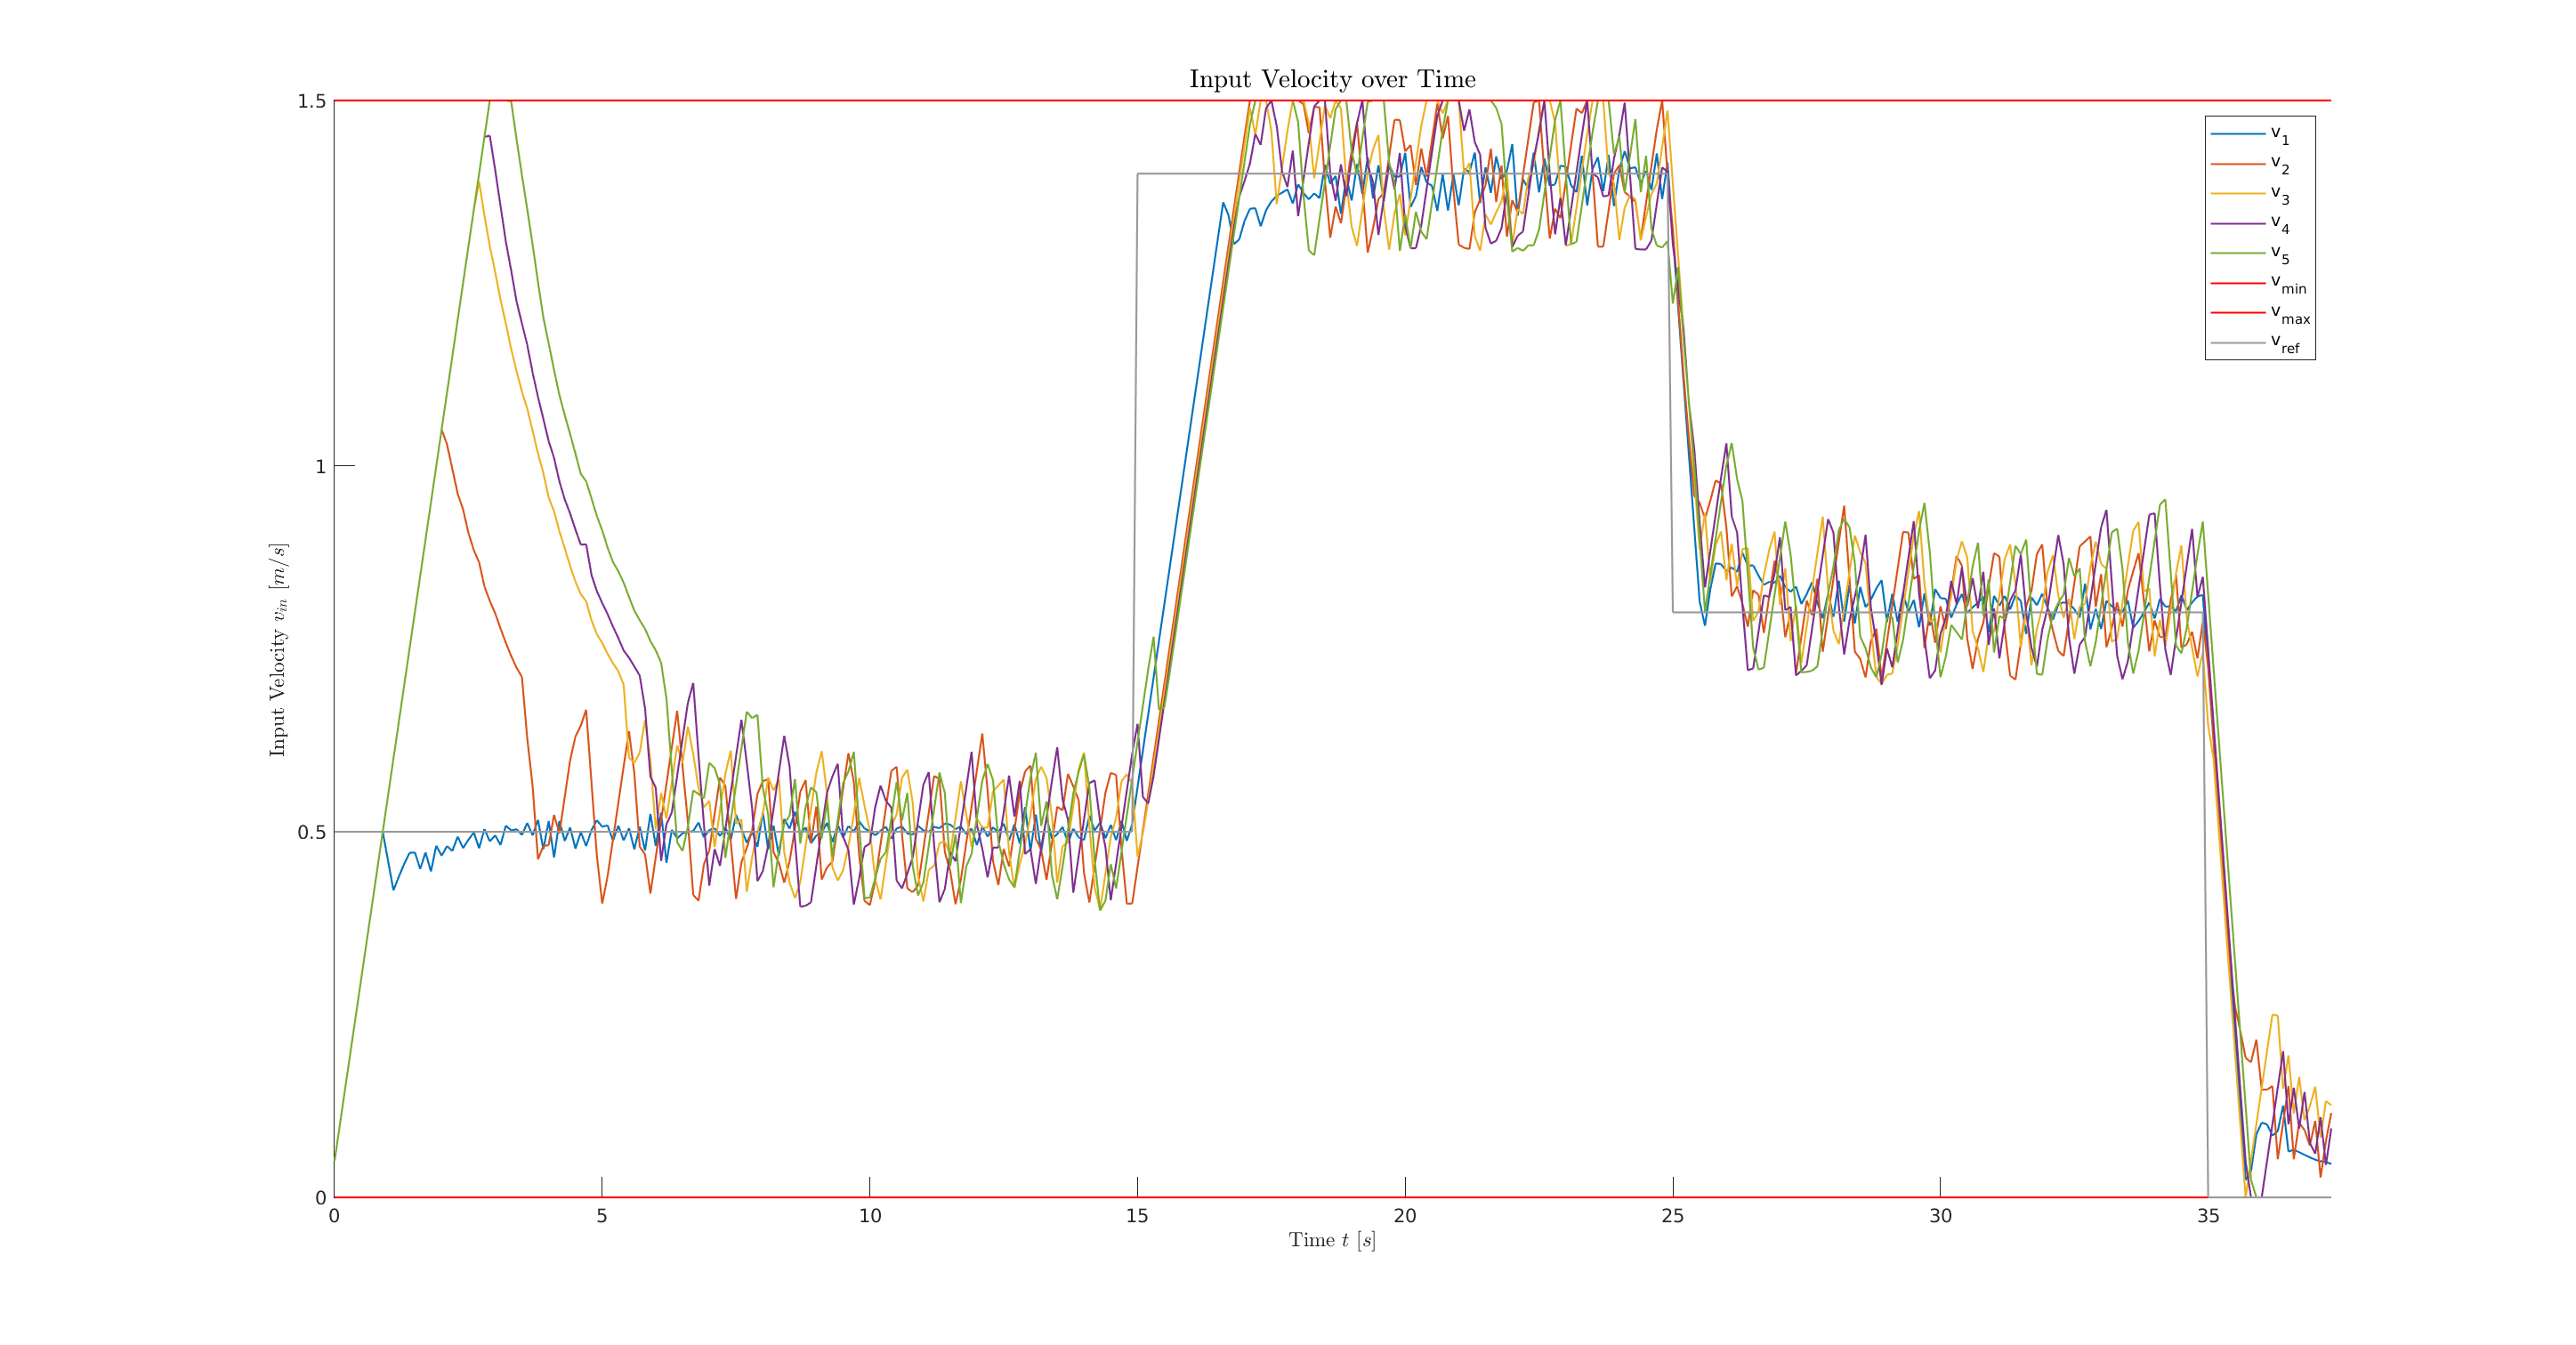 Input Velocity over Time
1.5
1
0.5
0
Input Velocity v_in [m/s]
0 5 10 15 20 25 30 35
Time t [s]
v_1
v_2
v_3
v_4
v_5
v_min
v_max
v_ref